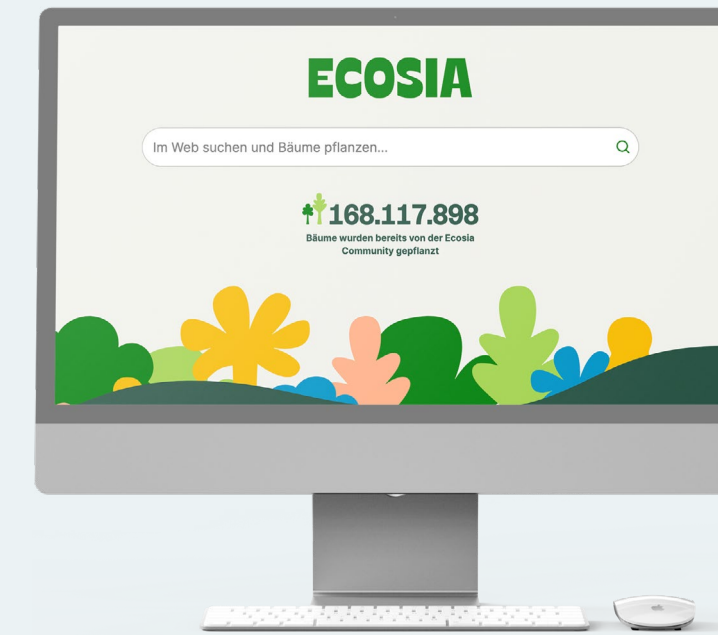 ECOSIA
Im Web suchen und Bäume pflanzen...
168.117.898
Bäume wurden bereits von der Ecosia
Community gepflanzt